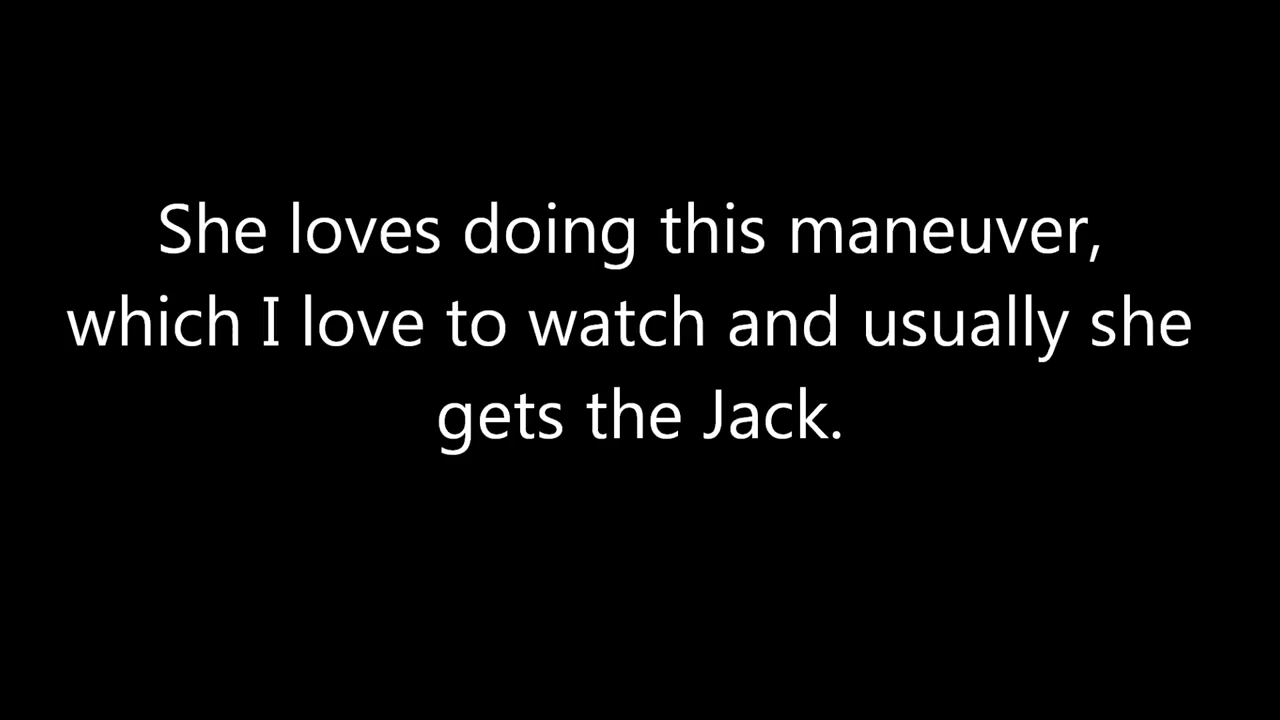 She loves doing this maneuver,
which I love to watch and usually she
gets the Jack.